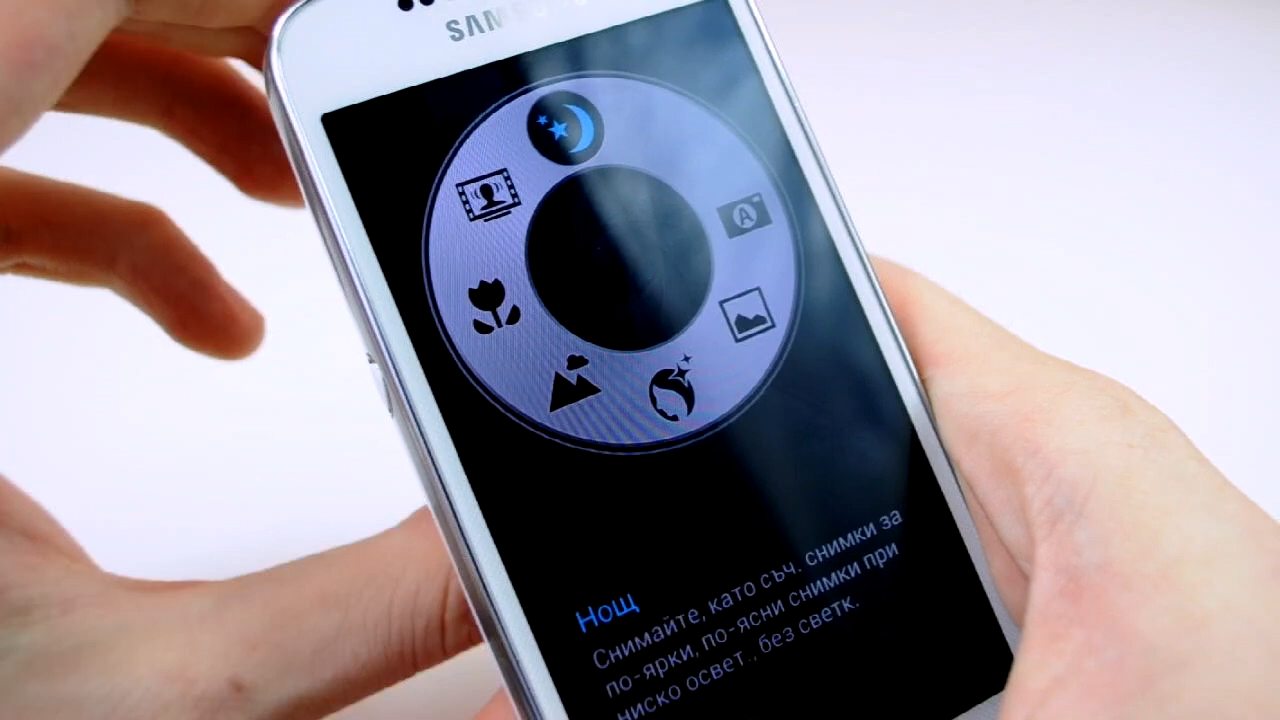 SAMSUNG
A
Нощ
Снимайте, като съч. снимки за
по-ярки, по-ясни снимки при
ниско освет., без светк.